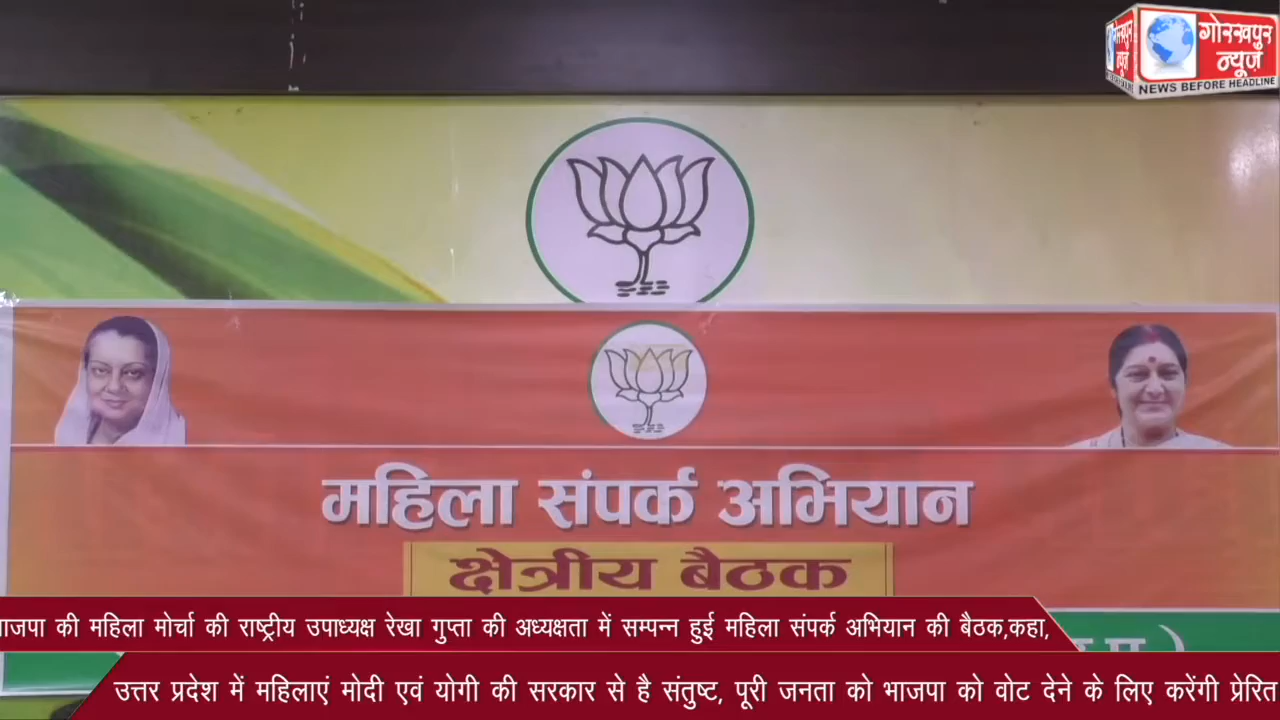 गोरखपुर
न्यूज़
गोरखपुर
न्यूज़
NEWS BEFORE HEADLINE
महिला संपर्क अभियान
क्षेत्रीय बैठक
की महिला मोर्चा की राष्ट्रीय उपाध्यक्ष रेखा गुप्ता की अध्यक्षता में सम्पन्न हुई महिला संपर्क अभियान की बैठक,कहा,
उत्तर प्रदेश में महिलाएं मोदी एवं योगी की सरकार से है संतुष्ट, पूरी जनता को भाजपा को वोट देने के लिए करेंगी प्रेरित